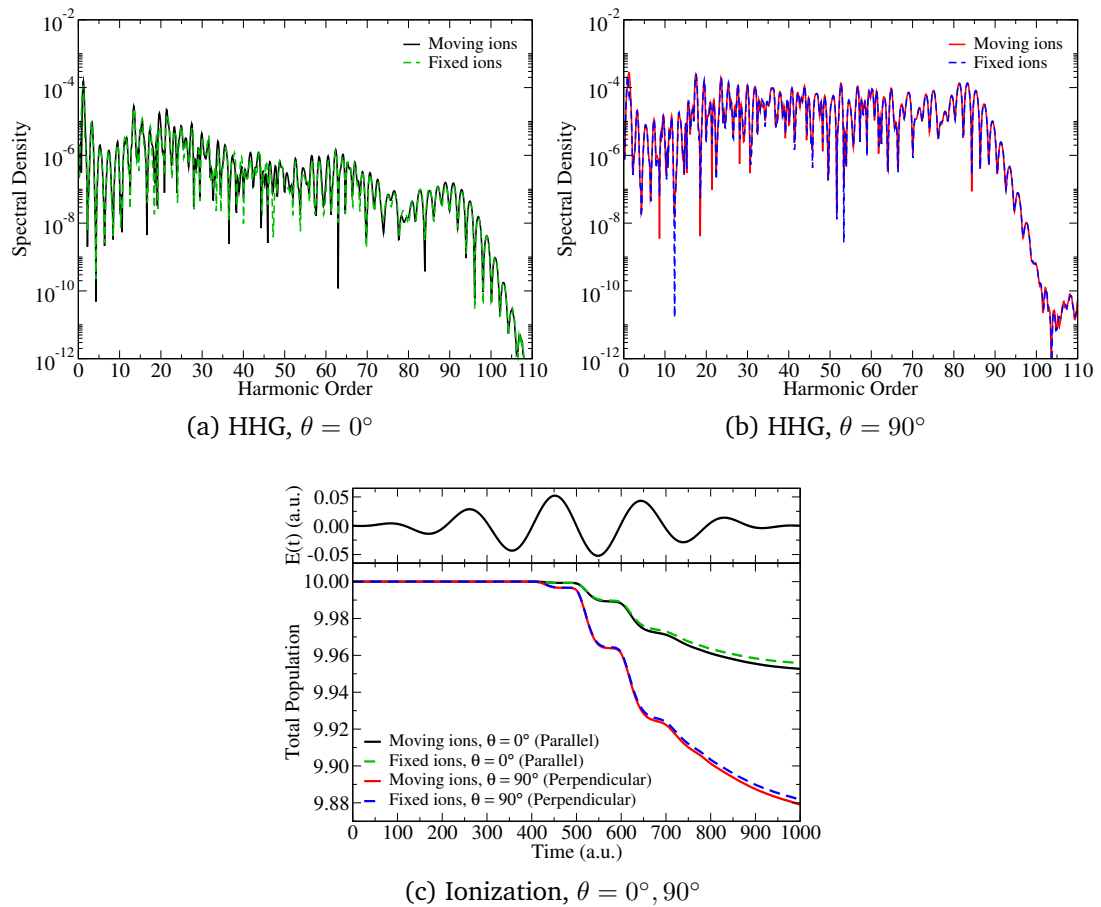 10^-2
10^-4
10^-6
10^-8
10^-10
10^-12
Spectral Density
Moving ions
Fixed ions
0 10 20 30 40 50 60 70 80 90 100 110
Harmonic Order
(a) HHG, θ = 0°
10^-2
10^-4
10^-6
10^-8
10^-10
10^-12
Spectral Density
Moving ions
Fixed ions
0 10 20 30 40 50 60 70 80 90 100 110
Harmonic Order
(b) HHG, θ = 90°
0.05
0.00
-0.05
E(t) (a.u.)
10.00
9.98
9.96
9.94
9.92
9.90
9.88
Total Population
Moving ions, θ = 0° (Parallel)
Fixed ions, θ = 0° (Parallel)
Moving ions, θ = 90° (Perpendicular)
Fixed ions, θ = 90° (Perpendicular)
0 100 200 300 400 500 600 700 800 900 1000
Time (a.u.)
(c) Ionization, θ = 0°, 90°